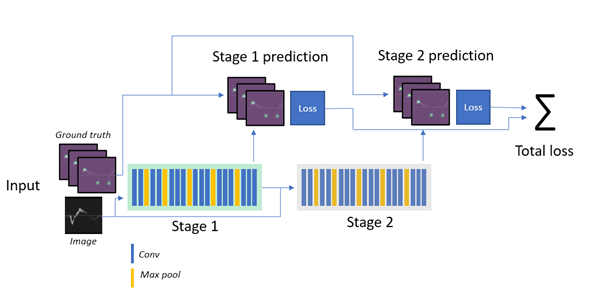 Stage 1 prediction
Stage 2 prediction
Loss
Loss
∑
Total loss
Ground truth
Input
Image
Stage 1
Stage 2
Conv
Max pool